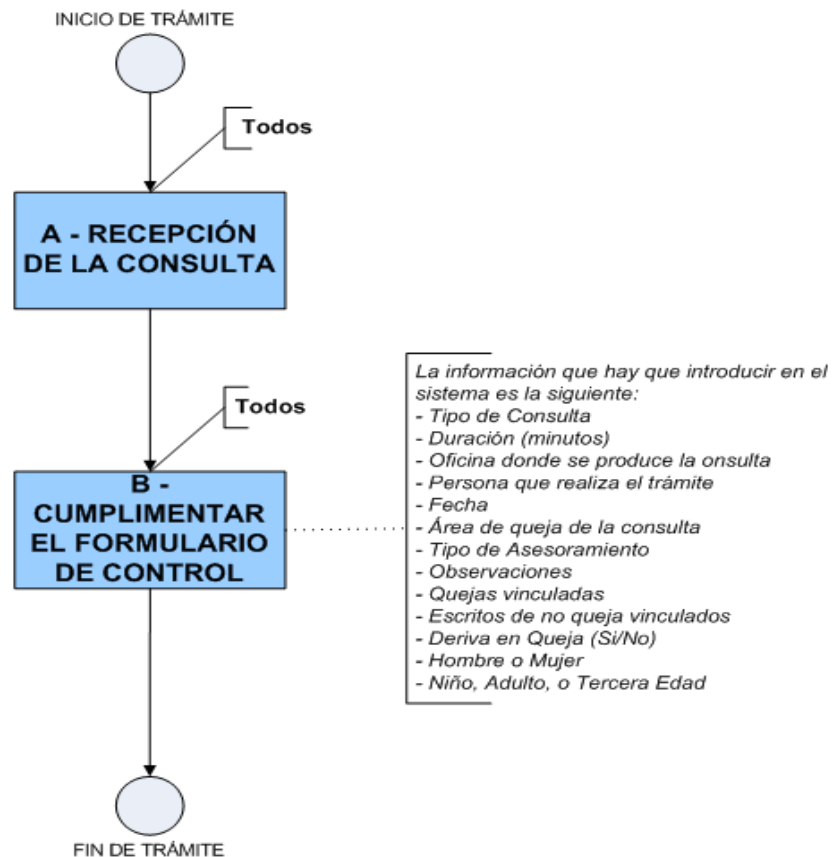 INICIO DE TRÁMITE
Todos
A - RECEPCIÓN
DE LA CONSULTA
Todos
B -
CUMPLIMENTAR
EL FORMULARIO
DE CONTROL
La información que hay que introducir en el
sistema es la siguiente:
- Tipo de Consulta
- Duración (minutos)
- Oficina donde se produce la onsulta
- Persona que realiza el trámite
- Fecha
- Área de queja de la consulta
- Tipo de Asesoramiento
- Observaciones
- Quejas vinculadas
- Escritos de no queja vinculados
- Deriva en Queja (Si/No)
- Hombre o Mujer
- Niño, Adulto, o Tercera Edad
FIN DE TRÁMITE